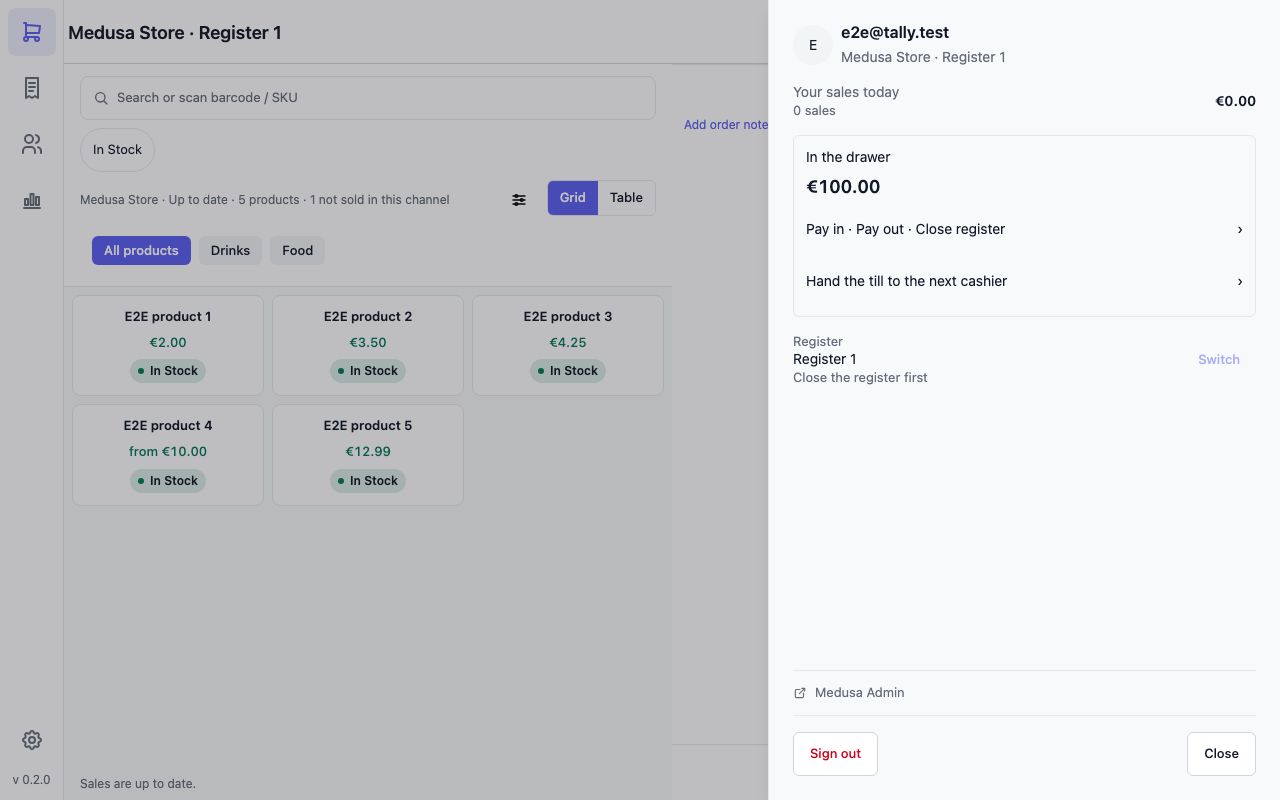 Medusa Store · Register 1
Search or scan barcode / SKU
In Stock
Medusa Store · Up to date · 5 products · 1 not sold in this channel
Grid
Table
All products
Drinks
Food
E2E product 1
€2.00
In Stock
E2E product 2
€3.50
In Stock
E2E product 3
€4.25
In Stock
E2E product 4
from €10.00
In Stock
E2E product 5
€12.99
In Stock
v 0.2.0
Sales are up to date.
Add order note
E
e2e@tally.test
Medusa Store · Register 1
Your sales today
0 sales
€0.00
In the drawer
€100.00
Pay in · Pay out · Close register
Hand the till to the next cashier
Register
Register 1
Switch
Close the register first
Medusa Admin
Sign out
Close